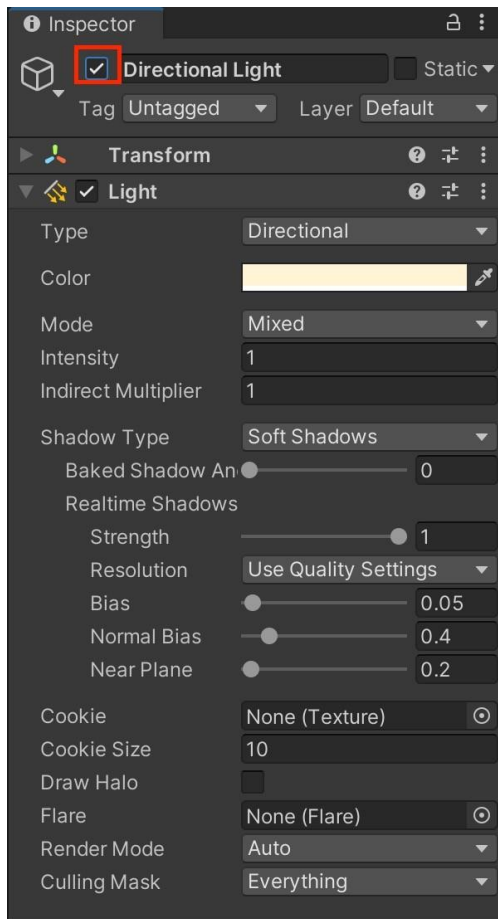 Inspector
Directional Light Static
Tag Untagged Layer Default
Transform
Light
Type Directional
Color
Mode Mixed
Intensity 1
Indirect Multiplier 1
Shadow Type Soft Shadows
Baked Shadow An 0
Realtime Shadows
Strength 1
Resolution Use Quality Settings
Bias 0.05
Normal Bias 0.4
Near Plane 0.2
Cookie None (Texture)
Cookie Size 10
Draw Halo
Flare None (Flare)
Render Mode Auto
Culling Mask Everything